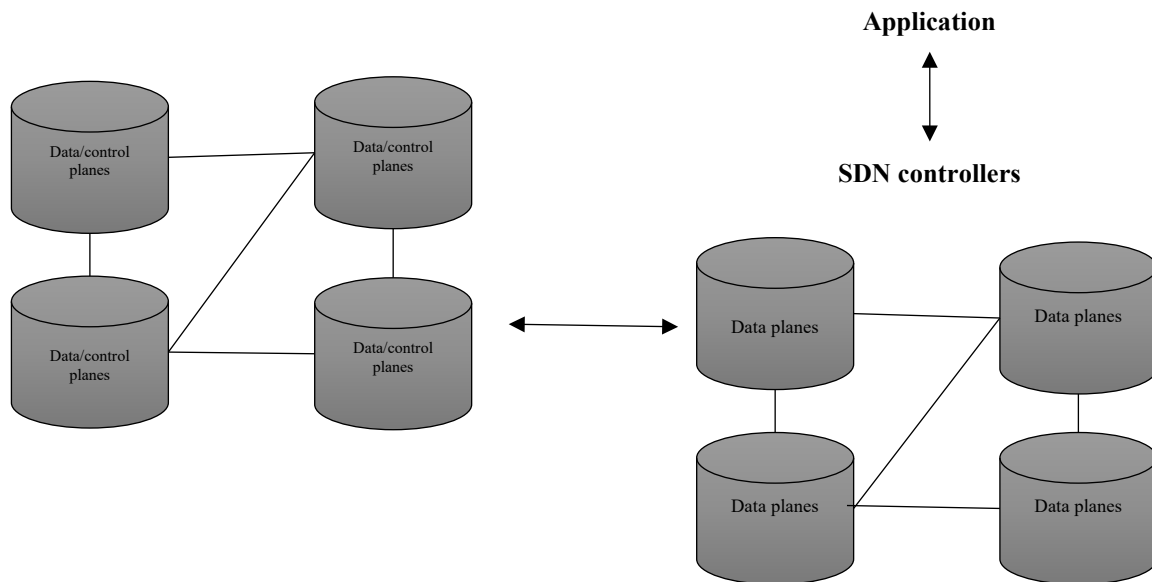 Application
SDN controllers
Data/control
planes
Data/control
planes
Data/control
planes
Data/control
planes
Data planes
Data planes
Data planes
Data planes